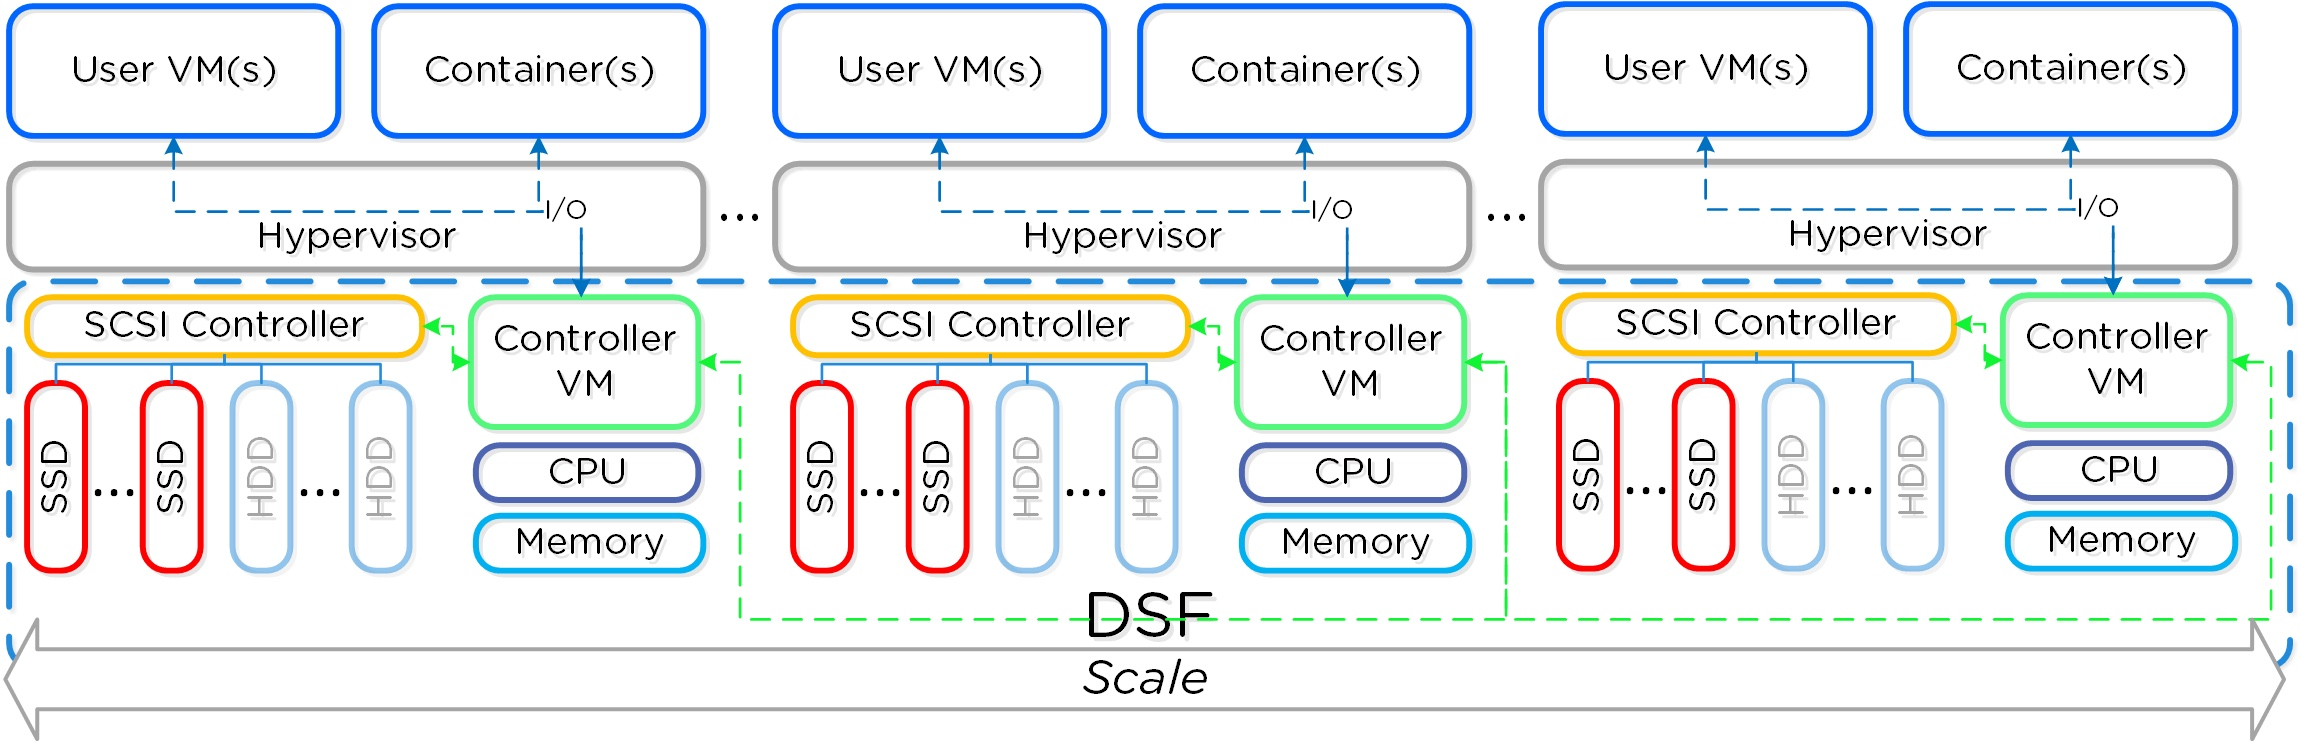 User VM(s) Container(s) User VM(s) Container(s) User VM(s) Container(s)
I/O I/O I/O
Hypervisor ... Hypervisor ... Hypervisor
SCSI Controller SCSI Controller SCSI Controller
Controller VM Controller VM Controller VM
SSD ... SSD HDD ... HDD SSD ... SSD HDD ... HDD SSD ... SSD HDD ... HDD
CPU CPU CPU
Memory Memory Memory
DSF
Scale